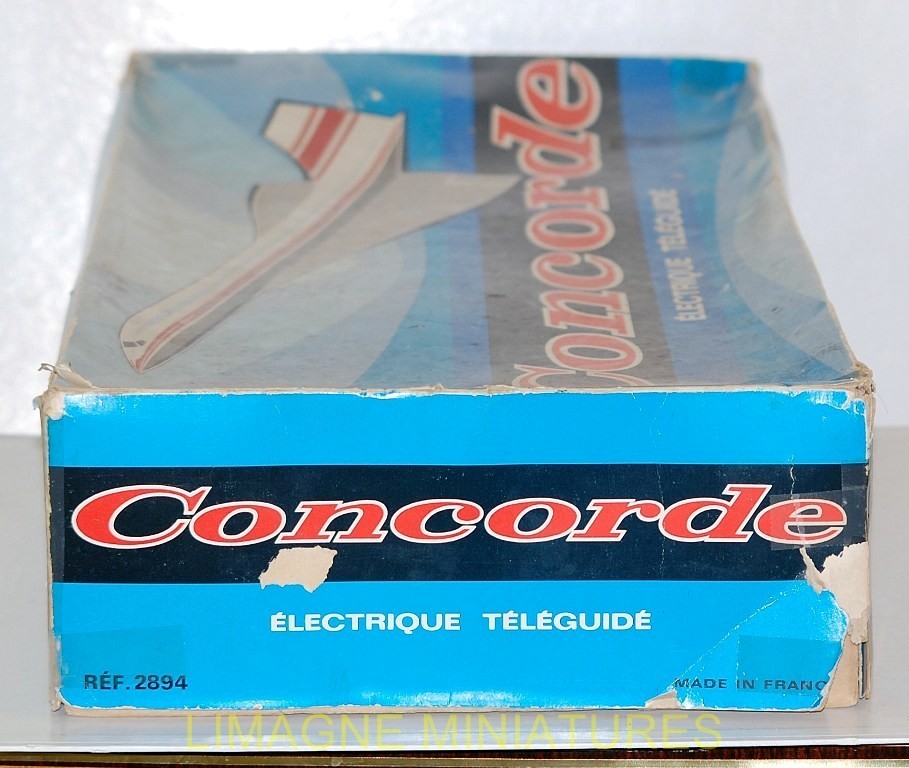 Concorde
ÉLECTRIQUE TÉLÉGUIDÉ
Concorde
ÉLECTRIQUE TÉLÉGUIDÉ
RÉF. 2894
MADE IN FRANC
LIMAGNE MINIATURES